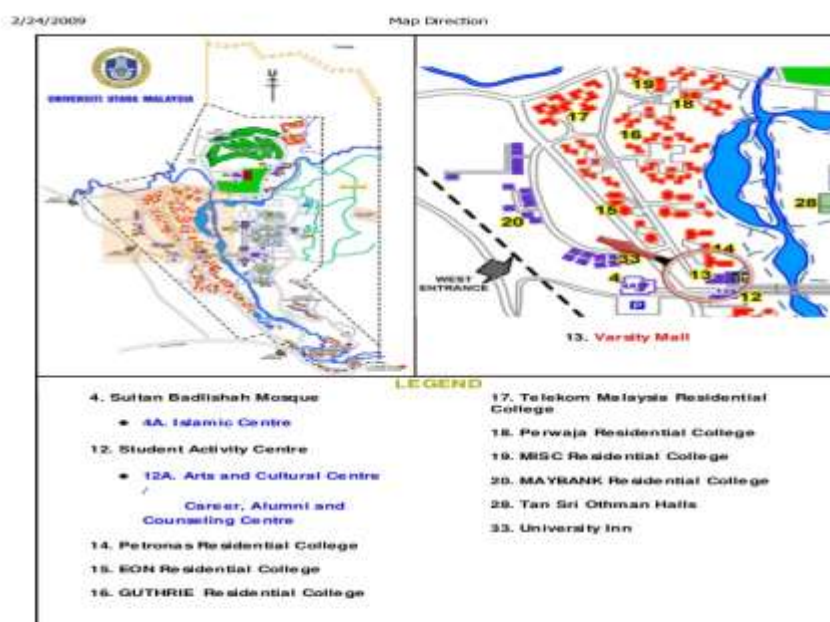 2/24/2009
Map Direction
UNIVERSITI UTARA MALAYSIA
19
18
17
16
15
20
28
14
33
13
4
12
WEST
ENTRANCE
P
13. Varsity Mall
LEGEND
4. Sultan Badlishah Mosque
4A. Islamic Centre
12. Student Activity Centre
12A. Arts and Cultural Centre
/
Career, Alumni and
Counseling Centre
14. Petronas Residential College
15. EON Residential College
16. GUTHRIE Residential College
17. Telekom Malaysia Residential
College
18. Perwaja Residential College
19. MISC Residential College
20. MAYBANK Residential College
28. Tan Sri Othman Halls
33. University Inn